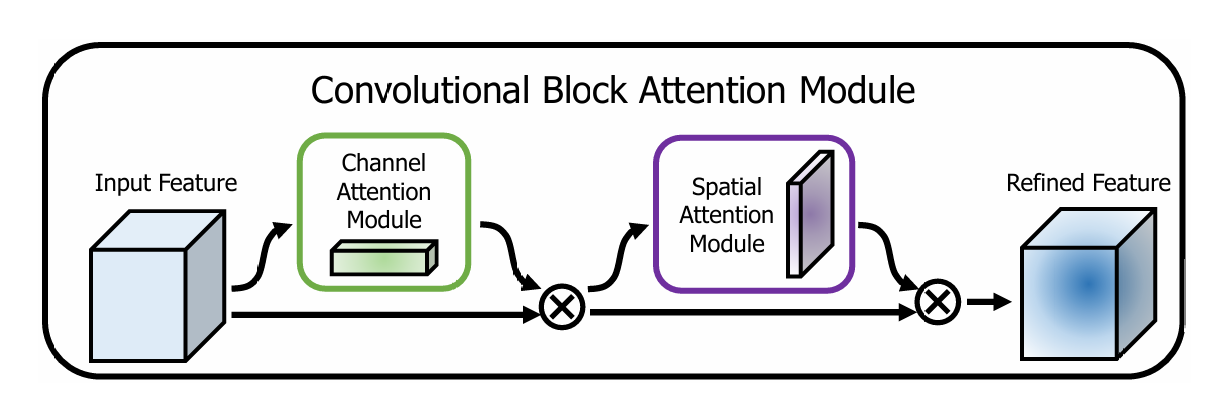 Convolutional Block Attention Module
Input Feature
Channel
Attention
Module
Spatial
Attention
Module
Refined Feature